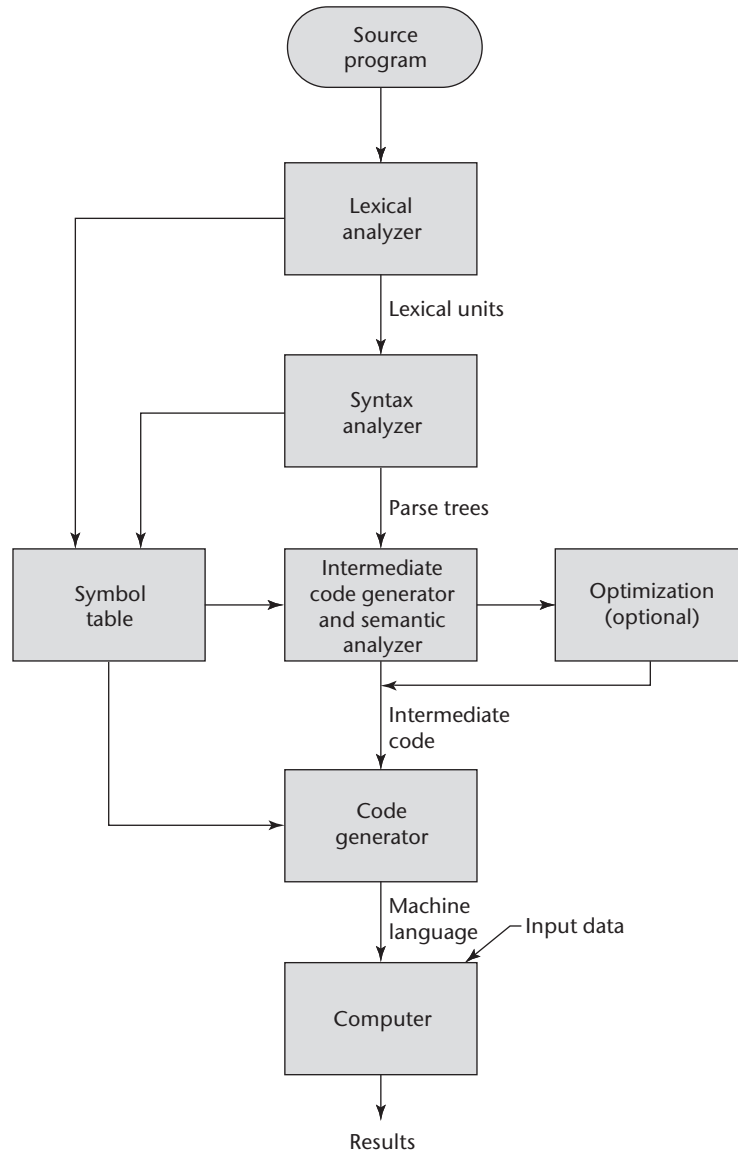 Source
program
Lexical
analyzer
Lexical units
Syntax
analyzer
Parse trees
Symbol
table
Intermediate
code generator
and semantic
analyzer
Optimization
(optional)
Intermediate
code
Code
generator
Machine
language
Input data
Computer
Results